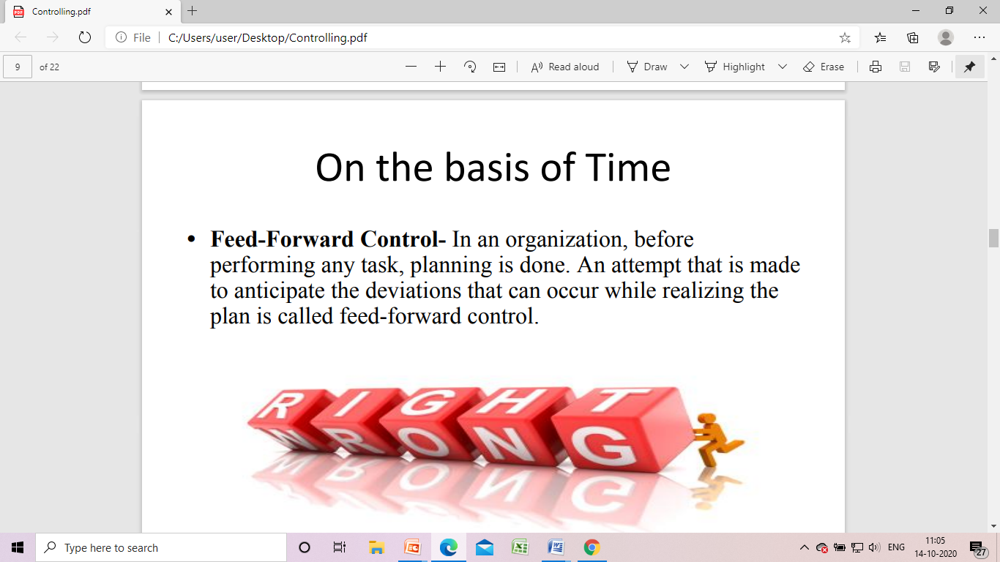 Controlling.pdf
File
C:/Users/user/Desktop/Controlling.pdf
9 of 22
Read aloud
Draw
Highlight
Erase
On the basis of Time
• Feed-Forward Control- In an organization, before
performing any task, planning is done. An attempt that is made
to anticipate the deviations that can occur while realizing the
plan is called feed-forward control.
RIGHT
WRONG
Type here to search
ENG
11:05
14-10-2020
27